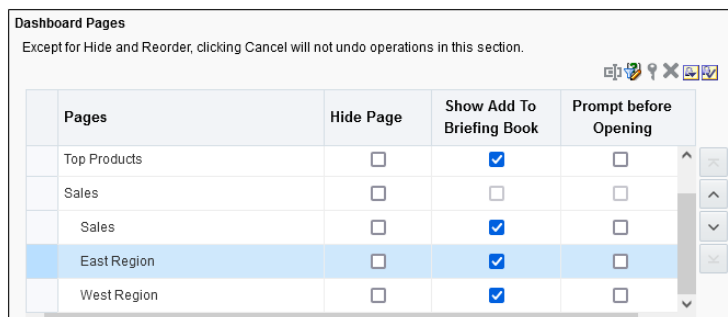 Dashboard Pages
Except for Hide and Reorder, clicking Cancel will not undo operations in this section.
Pages
Hide Page
Show Add To
Briefing Book
Prompt before
Opening
Top Products
Sales
Sales
East Region
West Region